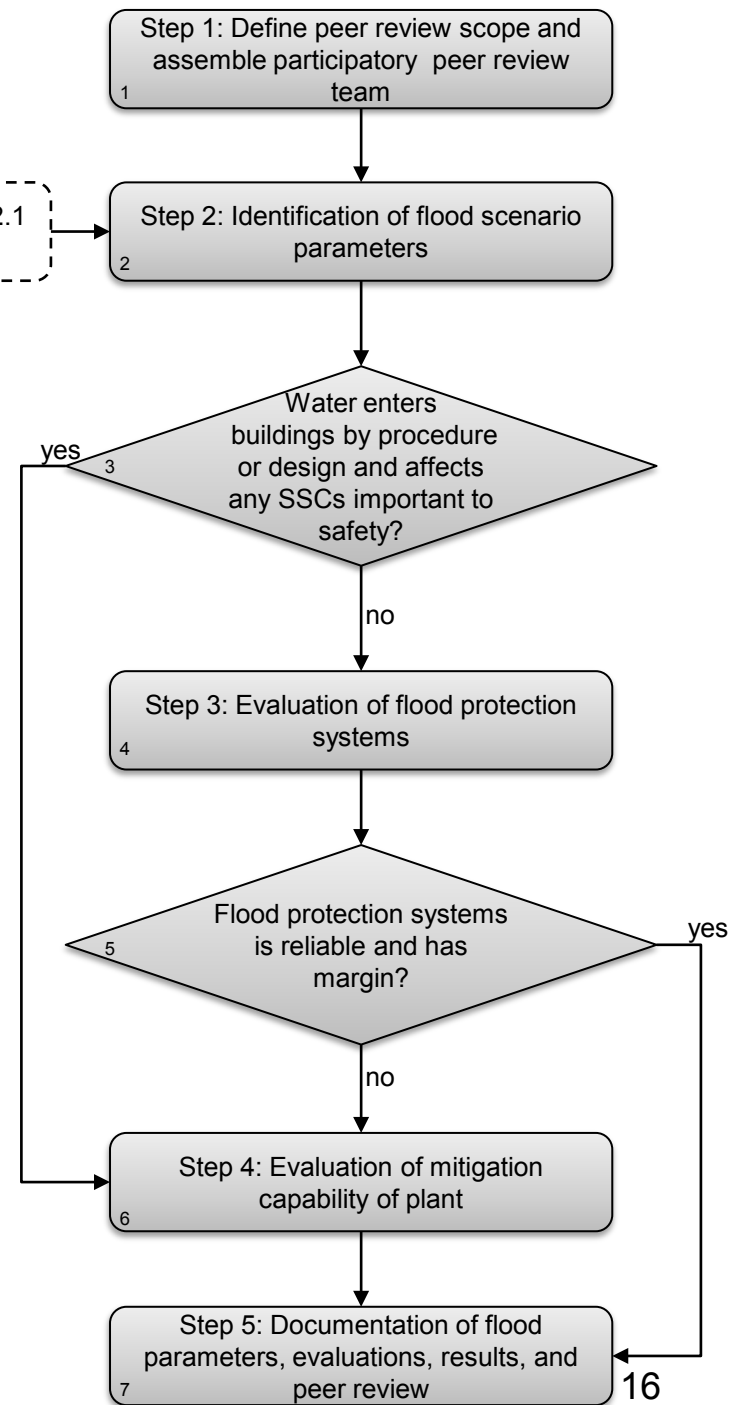 Step 1: Define peer review scope and
assemble participatory peer review
team
1
2.1
Step 2: Identification of flood scenario
parameters
2
Water enters
buildings by procedure
or design and affects
any SSCs important to
safety?
3
yes
no
Step 3: Evaluation of flood protection
systems
4
Flood protection systems
is reliable and has
margin?
5
yes
no
Step 4: Evaluation of mitigation
capability of plant
6
Step 5: Documentation of flood
parameters, evaluations, results, and
peer review
7
16